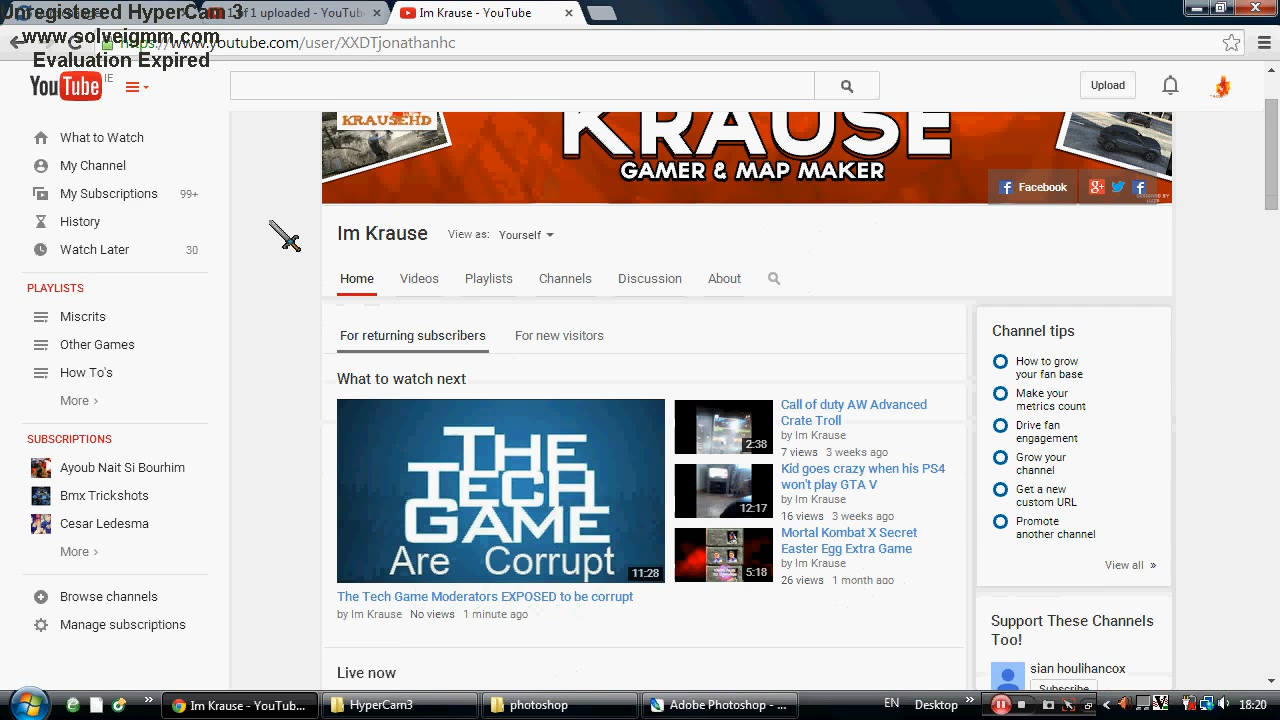 Unregistered HyperCam 3
www.solveigmm.com
Evaluation Expired
of 1 uploaded - YouTub
Im Krause - YouTube
https://www.youtube.com/user/XXDTjonathanhc
YouTube IE
Upload
What to Watch
My Channel
My Subscriptions 99+
History
Watch Later 30
PLAYLISTS
Miscrits
Other Games
How To's
More ›
SUBSCRIPTIONS
Ayoub Nait Si Bourhim
Bmx Trickshots
Cesar Ledesma
More ›
Browse channels
Manage subscriptions
KRAUSEHD
KRAUSE
GAMER & MAP MAKER
Facebook
Im Krause View as: Yourself
Home Videos Playlists Channels Discussion About
For returning subscribers For new visitors
What to watch next
THE
TECH
GAME
Are Corrupt
11:28
The Tech Game Moderators EXPOSED to be corrupt
by Im Krause No views 1 minute ago
2:38
Call of duty AW Advanced
Crate Troll
by Im Krause
7 views 3 weeks ago
12:17
Kid goes crazy when his PS4
won't play GTA V
by Im Krause
16 views 3 weeks ago
5:18
Mortal Kombat X Secret
Easter Egg Extra Game
by Im Krause
26 views 1 month ago
Live now
Channel tips
How to grow
your fan base
Make your
metrics count
Drive fan
engagement
Grow your
channel
Get a new
custom URL
Promote
another channel
View all »
Support These Channels
Too!
sian houlihancox
Subscribe
Im Krause - YouTub...
HyperCam3
photoshop
Adobe Photoshop - ...
EN
Desktop
18:20